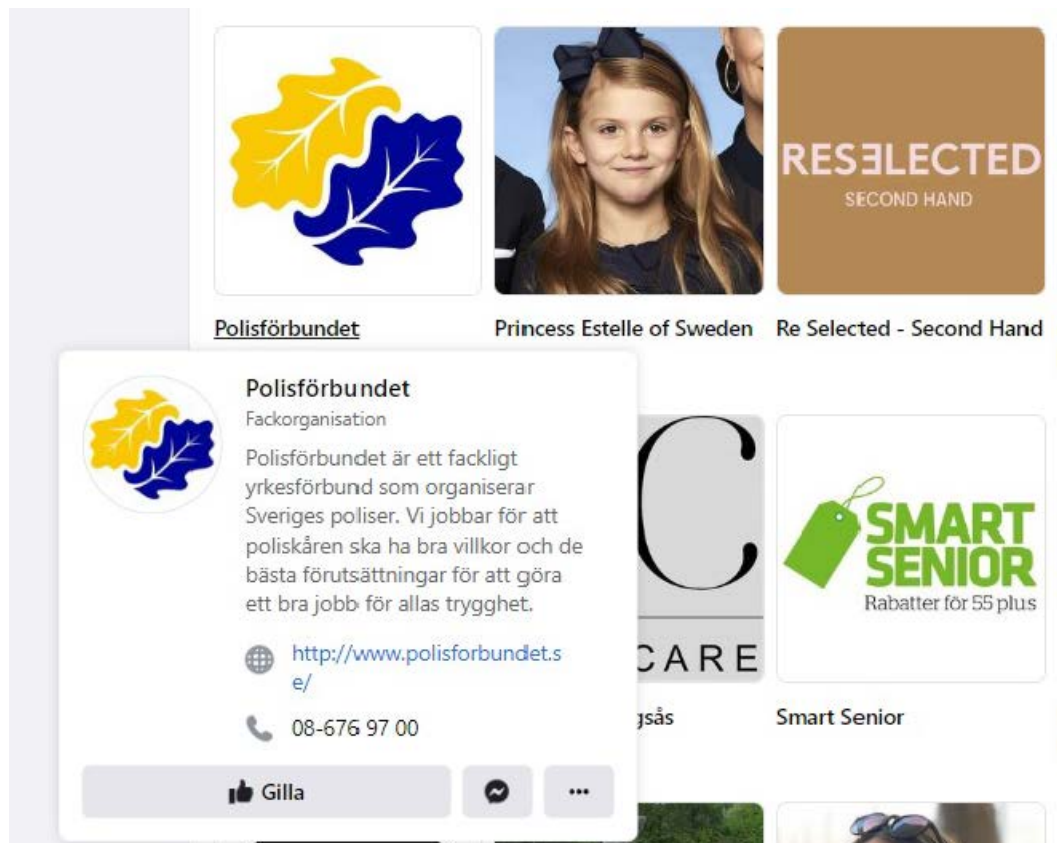 RESƎLECTED
SECOND HAND
Polisförbundet
Princess Estelle of Sweden
Re Selected - Second Hand
Polisförbundet
Fackorganisation
Polisförbundet är ett fackligt
yrkesförbund som organiserar
Sveriges poliser. Vi jobbar för att
poliskåren ska ha bra villkor och de
bästa förutsättningar för att göra
ett bra jobb för allas trygghet.
http://www.polisforbundet.s
e/
08-676 97 00
Gilla
C
CARE
gsås
SMART
SENIOR
Rabatter för 55 plus
Smart Senior